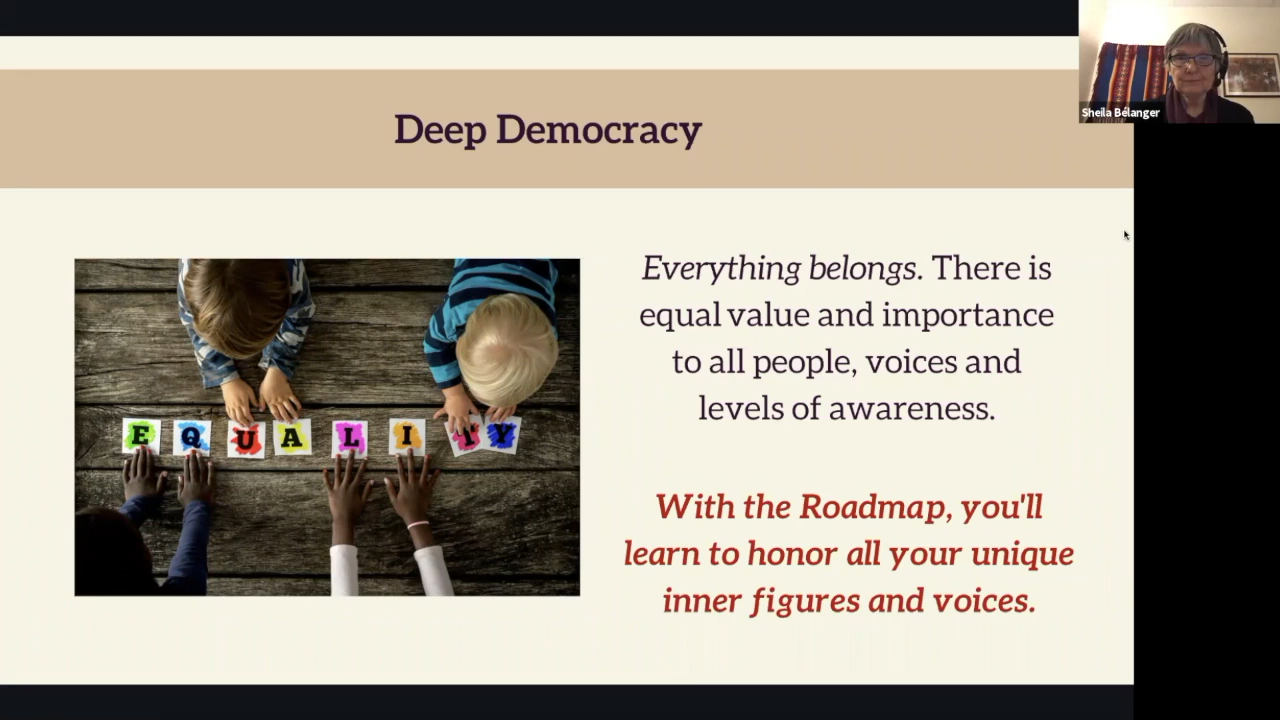 Sheila Bélanger
Deep Democracy
EQUALITY
Everything belongs. There is
equal value and importance
to all people, voices and
levels of awareness.
With the Roadmap, you'll
learn to honor all your unique
inner figures and voices.